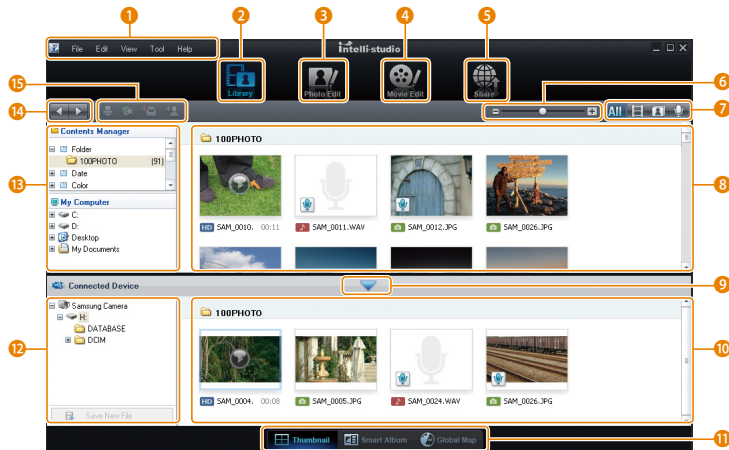 1 2 3 4 5
File Edit View Tool Help
intelli-studio
Library Photo Edit Movie Edit Share
15
6
14
All
7
Contents Manager
Folder
100PHOTO (91)
Date
Color
My Computer
C:
D:
Desktop
My Documents
13
100PHOTO
HD SAM_0010. 00:11
SAM_0011.WAV
SAM_0012.JPG
SAM_0026.JPG
8
Connected Device
9
Samsung Camera
H:
DATABASE
DCIM
Save New File
12
100PHOTO
HD SAM_0004. 00:08
SAM_0005.JPG
SAM_0024.WAV
SAM_0026.JPG
10
Thumbnail Smart Album Global Map
11